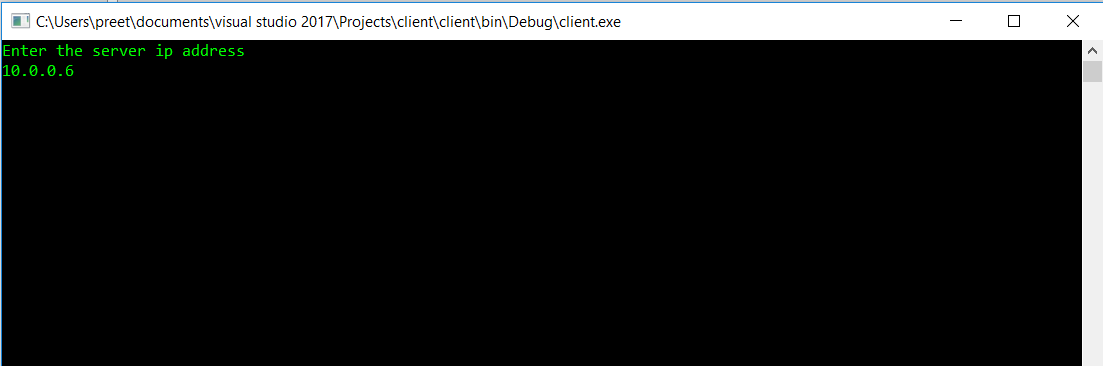 C:\Users\preet\documents\visual studio 2017\Projects\client\client\bin\Debug\client.exe
Enter the server ip address
10.0.0.6